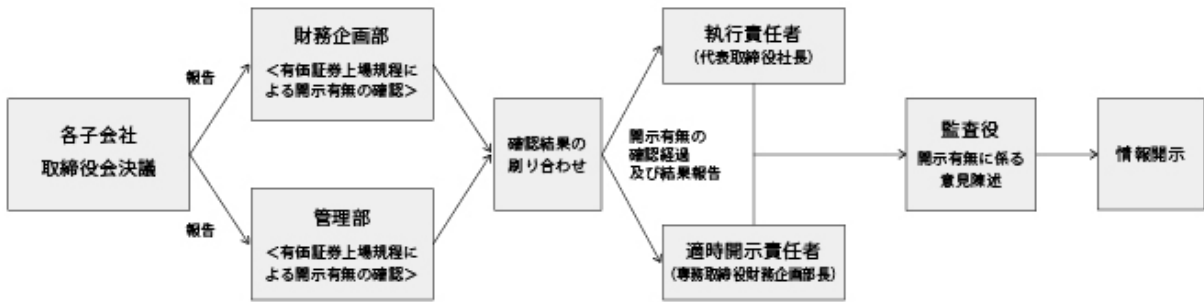 各子会社
取締役会決議
報告
報告
財務企画部
＜有価証券上場規程に
よる開示有無の確認＞
管理部
＜有価証券上場規程に
よる開示有無の確認＞
確認結果の
刷り合わせ
開示有無の
確認経過
及び結果報告
執行責任者
（代表取締役社長）
適時開示責任者
（専務取締役財務企画部長）
監査役
開示有無に係る
意見陳述
情報開示